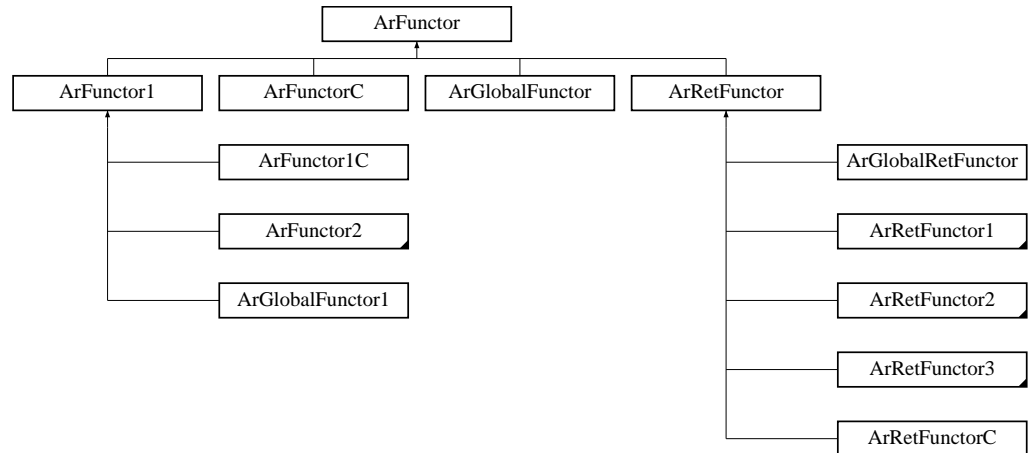 ArFunctor
ArFunctor1
ArFunctorC
ArGlobalFunctor
ArRetFunctor
ArFunctor1C
ArGlobalRetFunctor
ArFunctor2
ArRetFunctor1
ArGlobalFunctor1
ArRetFunctor2
ArRetFunctor3
ArRetFunctorC